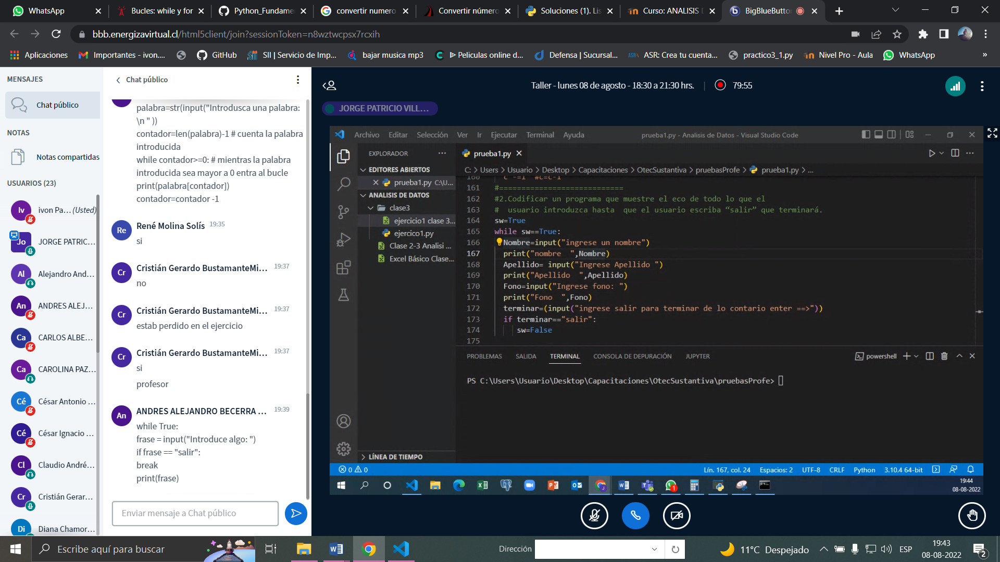 WhatsApp
Bucles: while y for
Python_Fundame
convertir numero
Convertir número
Soluciones (1). Lis
Curso: ANALISIS D
BigBlueButto
bbb.energizavirtual.cl/html5client/join?sessionToken=n8wztwcpsx7rcxih
Aplicaciones
Importantes - ivon....
GitHub
SII | Servicio de Imp...
bajar musica mp3
⊳ Peliculas online d...
Defensa | Sucursal...
ASR: Crea tu cuenta...
practico3_1.py
Nivel Pro - Aula
WhatsApp
»
MENSAJES
Chat público
NOTAS
Notas compartidas
USUARIOS (23)
Iv ivon Pa... (Usted)
Jo JORGE PATRIC...
Al Alejandro And...
An ANDRES ALEJ...
Ca CARLOS ALBE...
Ca CAROLINA PAZ...
Cé César Antonio ...
Cé César Ignacio ...
Cl Claudio André...
Cr Cristián Gerar...
Di Diana Chamor...
Chat público
palabra=str(input("Introdusca una palabra:
\n " ))
contador=len(palabra)-1 # cuenta la palabra
introducida
while contador>=0: # mientras la palabra
introducida sea mayor a 0 entra al bucle
print(palabra[contador])
contador=contador -1
Re René Molina Solís 19:35
si
Cr Cristián Gerardo BustamanteMi... 19:37
no
Cr Cristián Gerardo BustamanteMi... 19:37
estab perdido en el ejercicio
Cr Cristián Gerardo BustamanteMi... 19:37
si
profesor
An ANDRES ALEJANDRO BECERRA ... 19:39
while True:
frase = input("Introduce algo: ")
if frase == "salir":
break
print(frase)
Enviar mensaje a Chat público
Taller - lunes 08 de agosto - 18:30 a 21:30 hrs. | 79:55
JORGE PATRICIO VILL...
Archivo Editar Selección Ver Ir Ejecutar Terminal Ayuda
prueba1.py - Analisis de Datos - Visual Studio Code
EXPLORADOR
EDITORES ABIERTOS
prueba1.py C:\U...
ANALISIS DE DATOS
clase3
ejercicio1 clase 3...
ejercico1.py
Clase 2-3 Analisi ...
Excel Básico Clase...
LÍNEA DE TIEMPO
prueba1.py
C: > Users > Usuario > Desktop > Capacitaciones > OtecSustantiva > pruebasProfe > prueba1.py > ...
160 c -=1 #c=c-1
161 #============================
162 #2.Codificar un programa que muestre el eco de todo lo que el
163 # usuario introduzca hasta que el usuario escriba “salir” que terminará.
164 sw=True
165 while sw==True:
166 Nombre=input("ingrese un nombre")
167 print("nombre ",Nombre)
168 Apellido= input("Ingrese Apellido ")
169 print("Apellido ",Apellido)
170 Fono=input("Ingrese fono: ")
171 print("Fono ",Fono)
172 terminar=(input("ingrese salir para terminar de lo contario enter ==>"))
173 if terminar=="salir":
174 sw=False
175
PROBLEMAS SALIDA TERMINAL CONSOLA DE DEPURACIÓN JUPYTER
powershell
PS C:\Users\Usuario\Desktop\Capacitaciones\OtecSustantiva\pruebasProfe>
0 0
Lín. 167, col. 24 Espacios: 2 UTF-8 CRLF Python 3.10.4 64-bit
19:44
08-08-2022
Escribe aquí para buscar
Dirección
11°C Despejado
ESP
19:43
08-08-2022
2